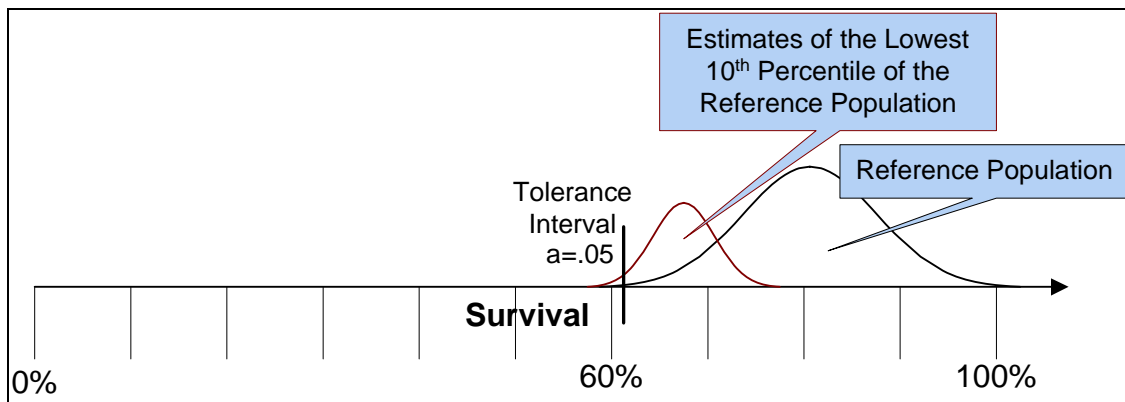 Estimates of the Lowest
10th Percentile of the
Reference Population
Reference Population
Tolerance
Interval
a=.05
Survival
0%
60%
100%